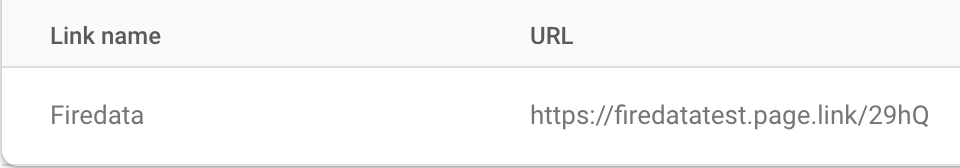 Link name URL
Firedata https://firedatatest.page.link/29hQ